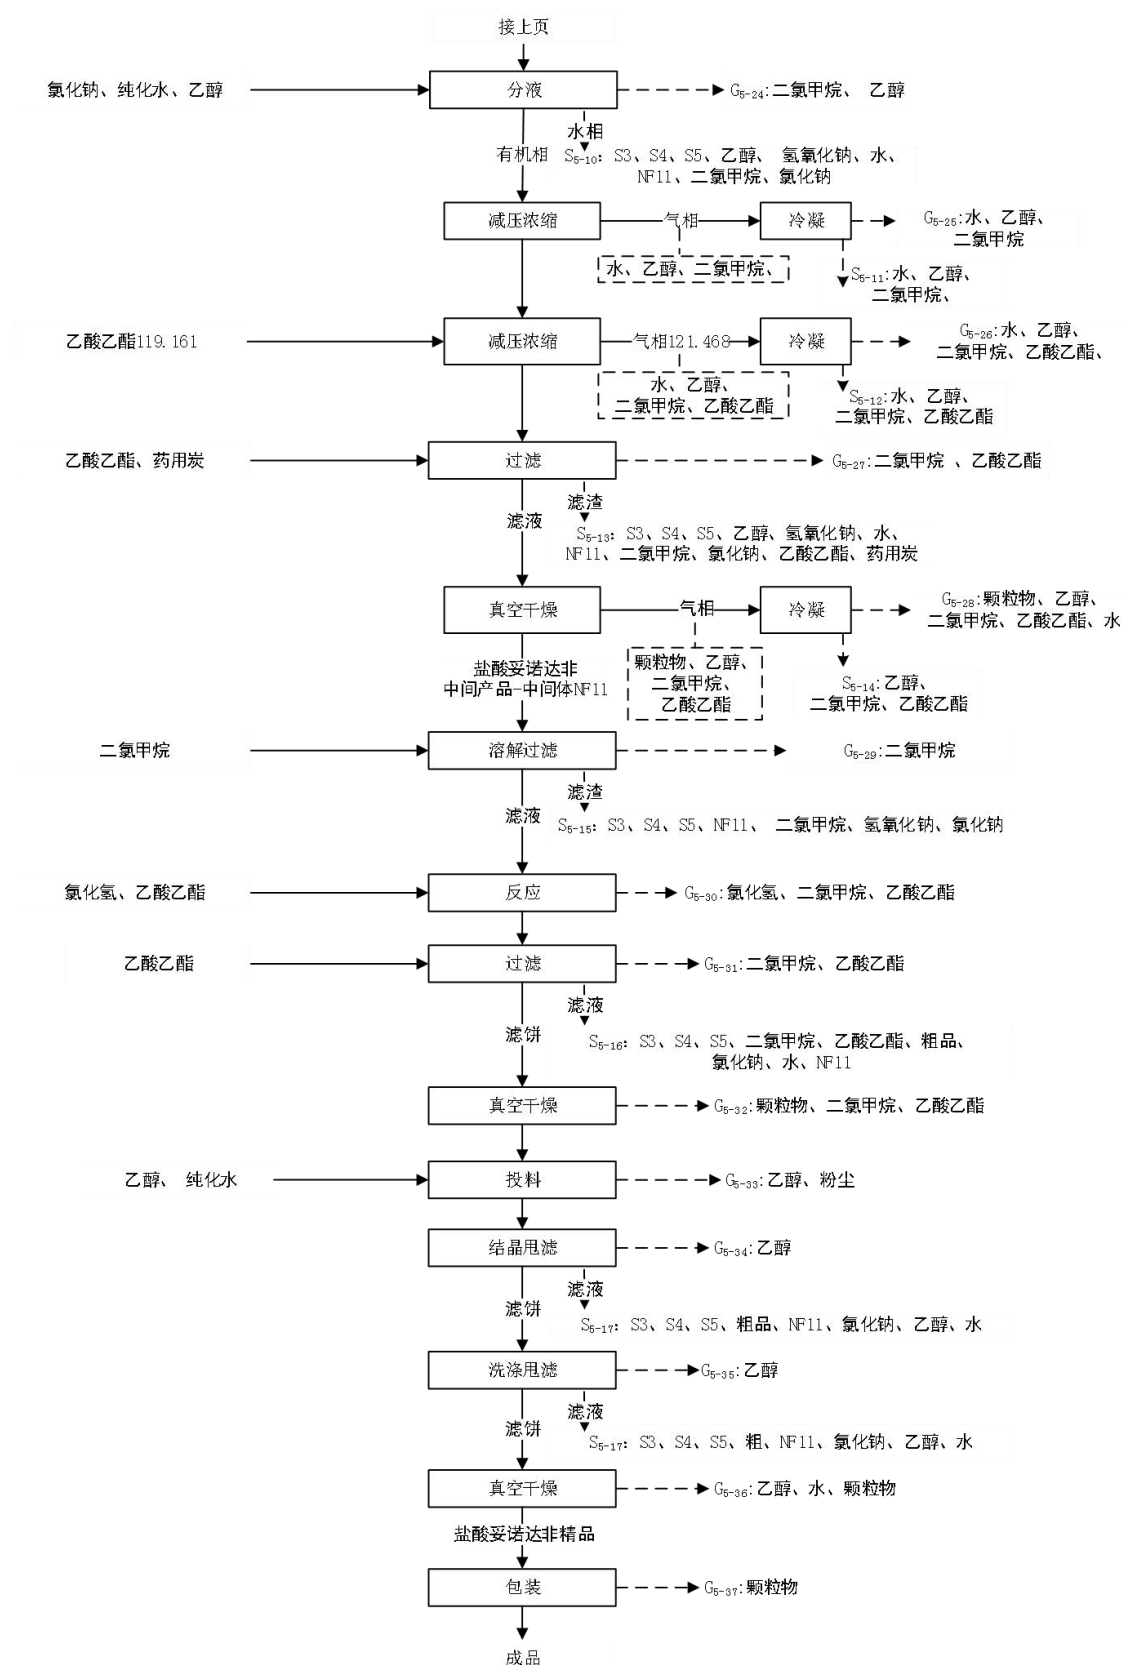 接上页
氯化钠、纯化水、乙醇
分液
G5-24:二氯甲烷、 乙醇
水相
有机相
S5-10: S3、S4、S5、乙醇、 氢氧化钠、水、
NF11、二氯甲烷、氯化钠
减压浓缩
气相
冷凝
G5-25:水、乙醇、
二氯甲烷
水、乙醇、二氯甲烷、
S5-11:水、乙醇、
二氯甲烷、
乙酸乙酯119.161
减压浓缩
气相121.468
冷凝
G5-26:水、乙醇、
二氯甲烷、乙酸乙酯、
水、乙醇、
二氯甲烷、乙酸乙酯
S5-12:水、乙醇、
二氯甲烷、乙酸乙酯
乙酸乙酯、药用炭
过滤
G5-27:二氯甲烷 、乙酸乙酯
滤渣
滤液
S5-13: S3、S4、S5、乙醇、氢氧化钠、水、
NF11、二氯甲烷、氯化钠、乙酸乙酯、药用炭
真空干燥
气相
冷凝
G5-28:颗粒物、乙醇、
二氯甲烷、乙酸乙酯、水
盐酸妥诺达非
中间产品-中间体NF11
颗粒物、乙醇、
二氯甲烷、
乙酸乙酯
S5-14:乙醇、
二氯甲烷、乙酸乙酯
二氯甲烷
溶解过滤
G5-29:二氯甲烷
滤渣
滤液
S5-15: S3、S4、S5、NF11、 二氯甲烷、氢氧化钠、氯化钠
氯化氢、乙酸乙酯
反应
G5-30:氯化氢、二氯甲烷、乙酸乙酯
乙酸乙酯
过滤
G5-31:二氯甲烷、乙酸乙酯
滤液
滤饼
S5-16: S3、S4、S5、二氯甲烷、乙酸乙酯、粗品、
氯化钠、水、NF11
真空干燥
G5-32:颗粒物、二氯甲烷、乙酸乙酯
乙醇、 纯化水
投料
G5-33:乙醇、粉尘
结晶甩滤
G5-34:乙醇
滤液
滤饼
S5-17: S3、S4、S5、粗品、NF11、氯化钠、乙醇、水
洗涤甩滤
G5-35:乙醇
滤液
滤饼
S5-17: S3、S4、S5、粗、NF11、氯化钠、乙醇、水
真空干燥
G5-36:乙醇、水、颗粒物
盐酸妥诺达非精品
包装
G5-37:颗粒物
成品